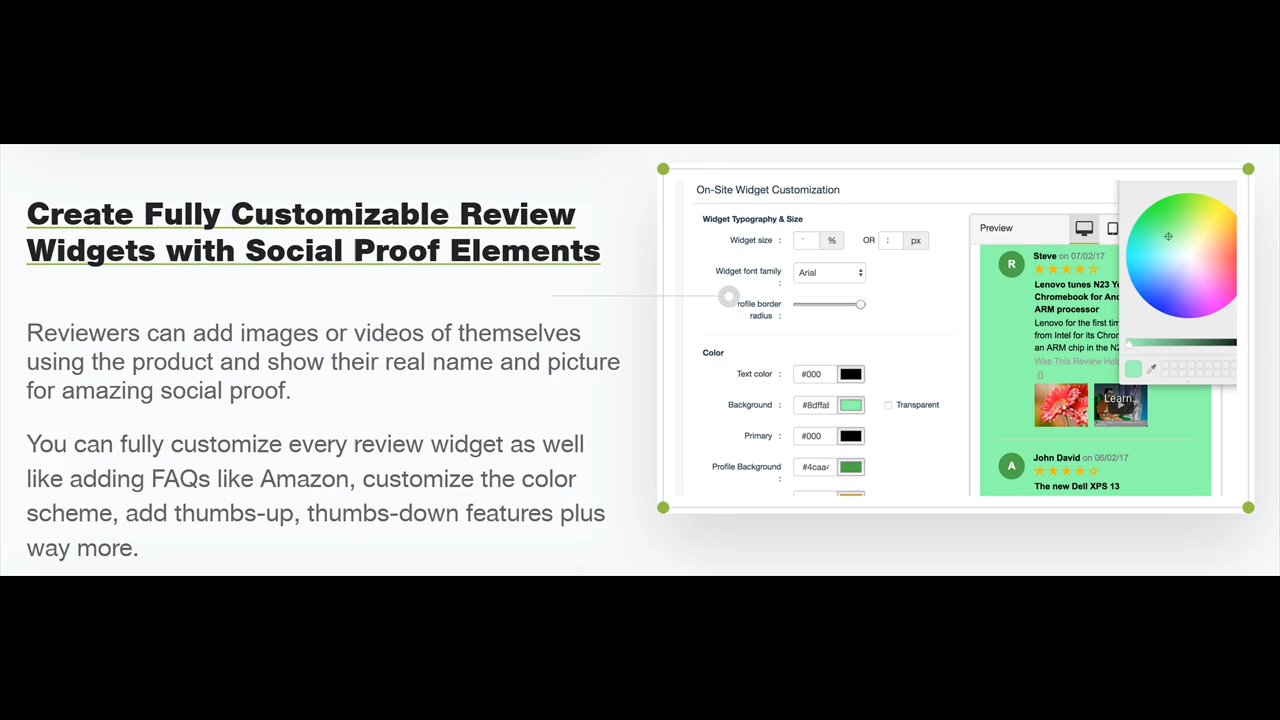 Create Fully Customizable Review
Widgets with Social Proof Elements
Reviewers can add images or videos of themselves
using the product and show their real name and picture
for amazing social proof.
You can fully customize every review widget as well
like adding FAQs like Amazon, customize the color
scheme, add thumbs-up, thumbs-down features plus
way more.
On-Site Widget Customization
Widget Typography & Size
Widget size : % OR px
Widget font family : Arial
rofile border
radius :
Color
Text color : #000
Background : #8dffal Transparent
Primary : #000
Profile Background : #4caa
Preview
R
Steve on 07/02/17
Lenovo tunes N23
Chromebook for
ARM processor
Lenovo for the first
from Intel for its
an ARM chip in the
Was This Review
0
Learn...
A
John David on 06/02/17
The new Dell XPS 13